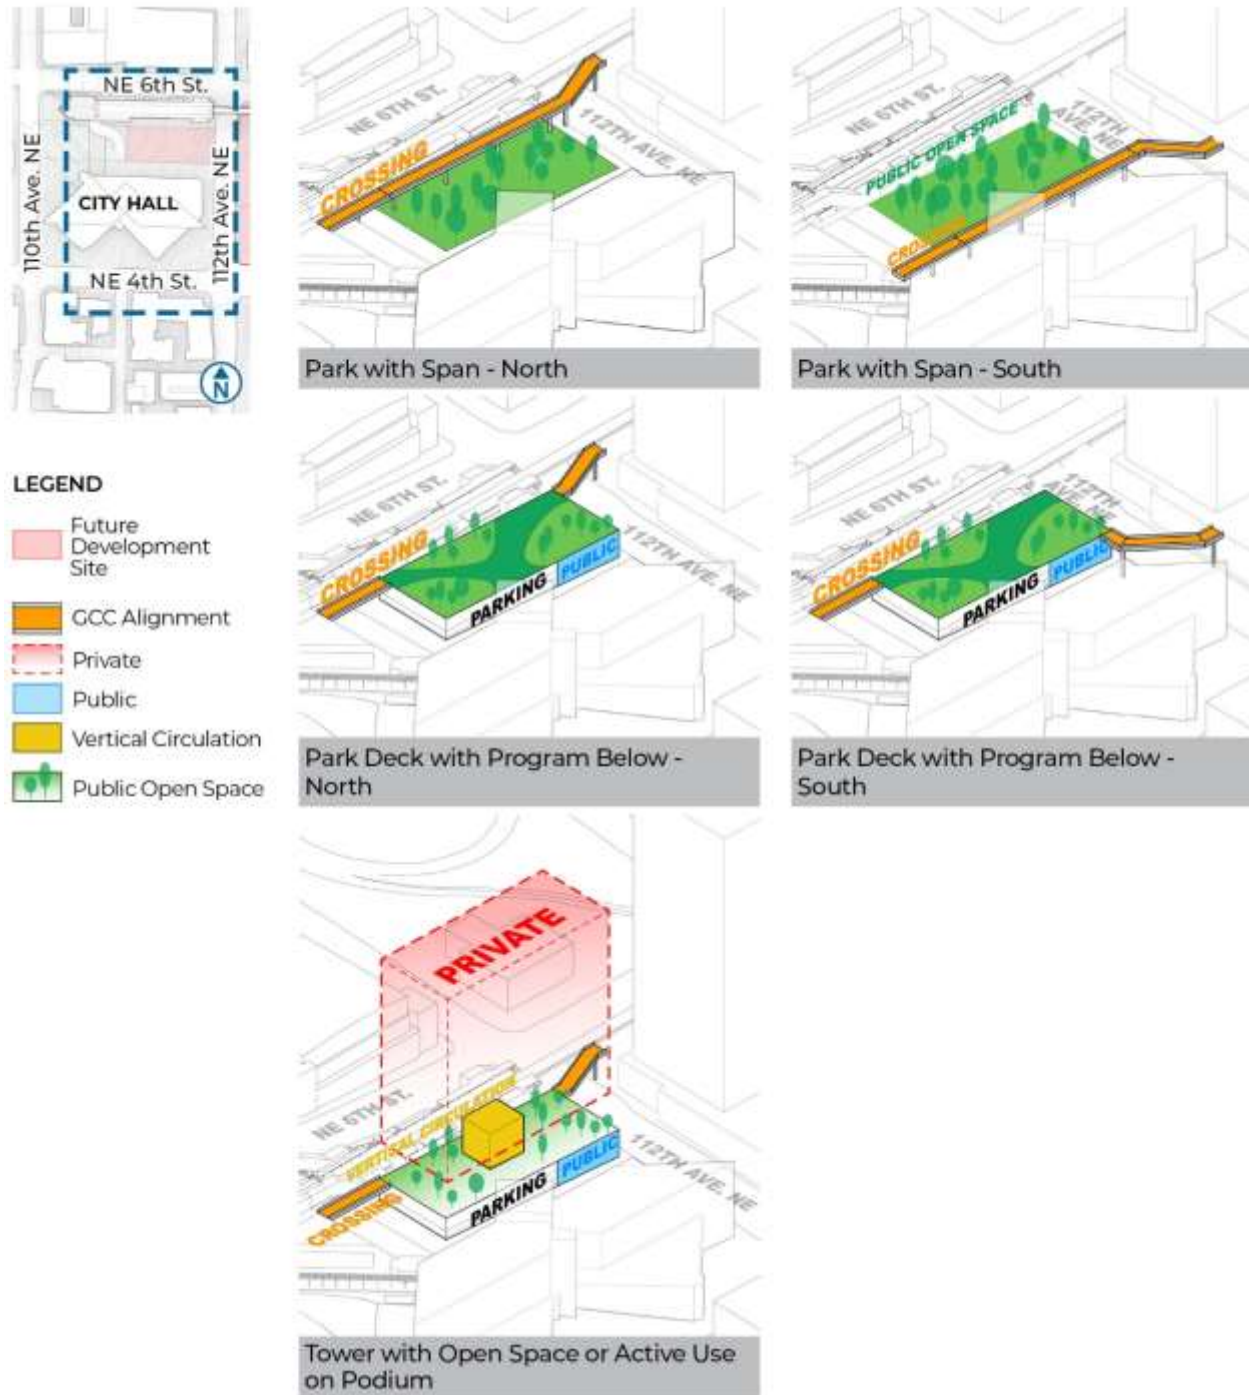 NE 6th St.
110th Ave. NE
CITY HALL
112th Ave. NE
NE 4th St.
N
LEGEND
Future
Development
Site
GCC Alignment
Private
Public
Vertical Circulation
Public Open Space
NE 6TH ST.
CROSSING
112TH AVE. NE
Park with Span - North
NE 6TH ST.
PUBLIC OPEN SPACE
112TH
AVE. NE
CROSSING
Park with Span - South
NE 6TH ST.
CROSSING
PARKING
PUBLIC
112TH AVE. NE
Park Deck with Program Below -
North
NE 6TH ST.
112TH
AVE. NE
CROSSING
PARKING
PUBLIC
Park Deck with Program Below -
South
PRIVATE
NE 6TH ST.
VERTICAL CIRCULATION
CROSSING
PARKING
PUBLIC
112TH AVE. NE
Tower with Open Space or Active Use
on Podium